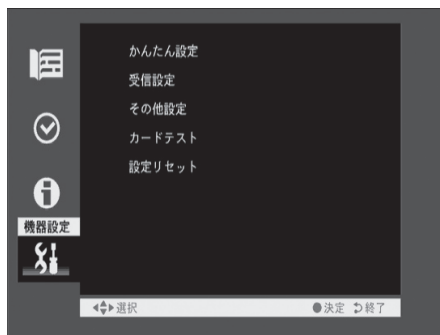 かんたん設定
受信設定
その他設定
カードテスト
設定リセット
機器設定
選択
決定 終了